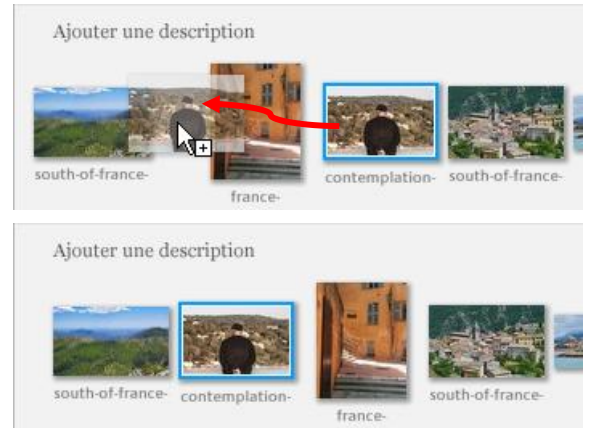 Ajouter une description
south-of-france-
france-
contemplation-
south-of-france-
Ajouter une description
south-of-france-
contemplation-
france-
south-of-france-